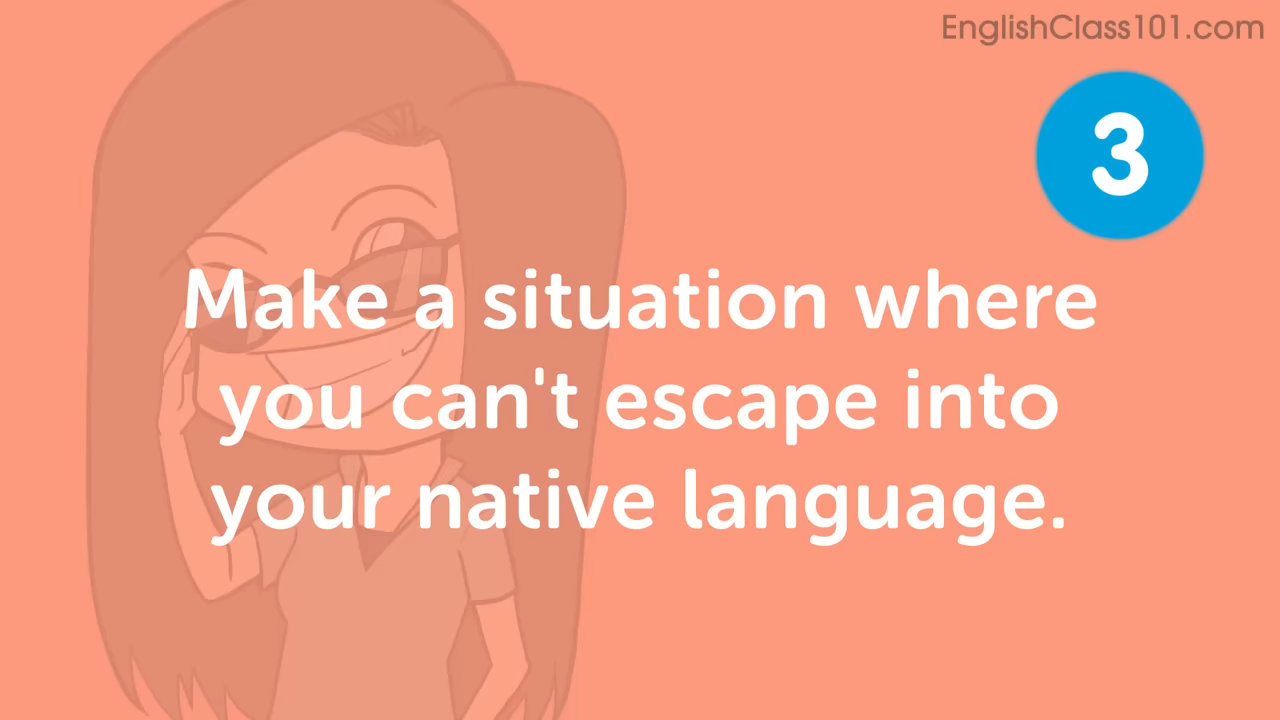 EnglishClass101.com
3
Make a situation where
you can't escape into
your native language.